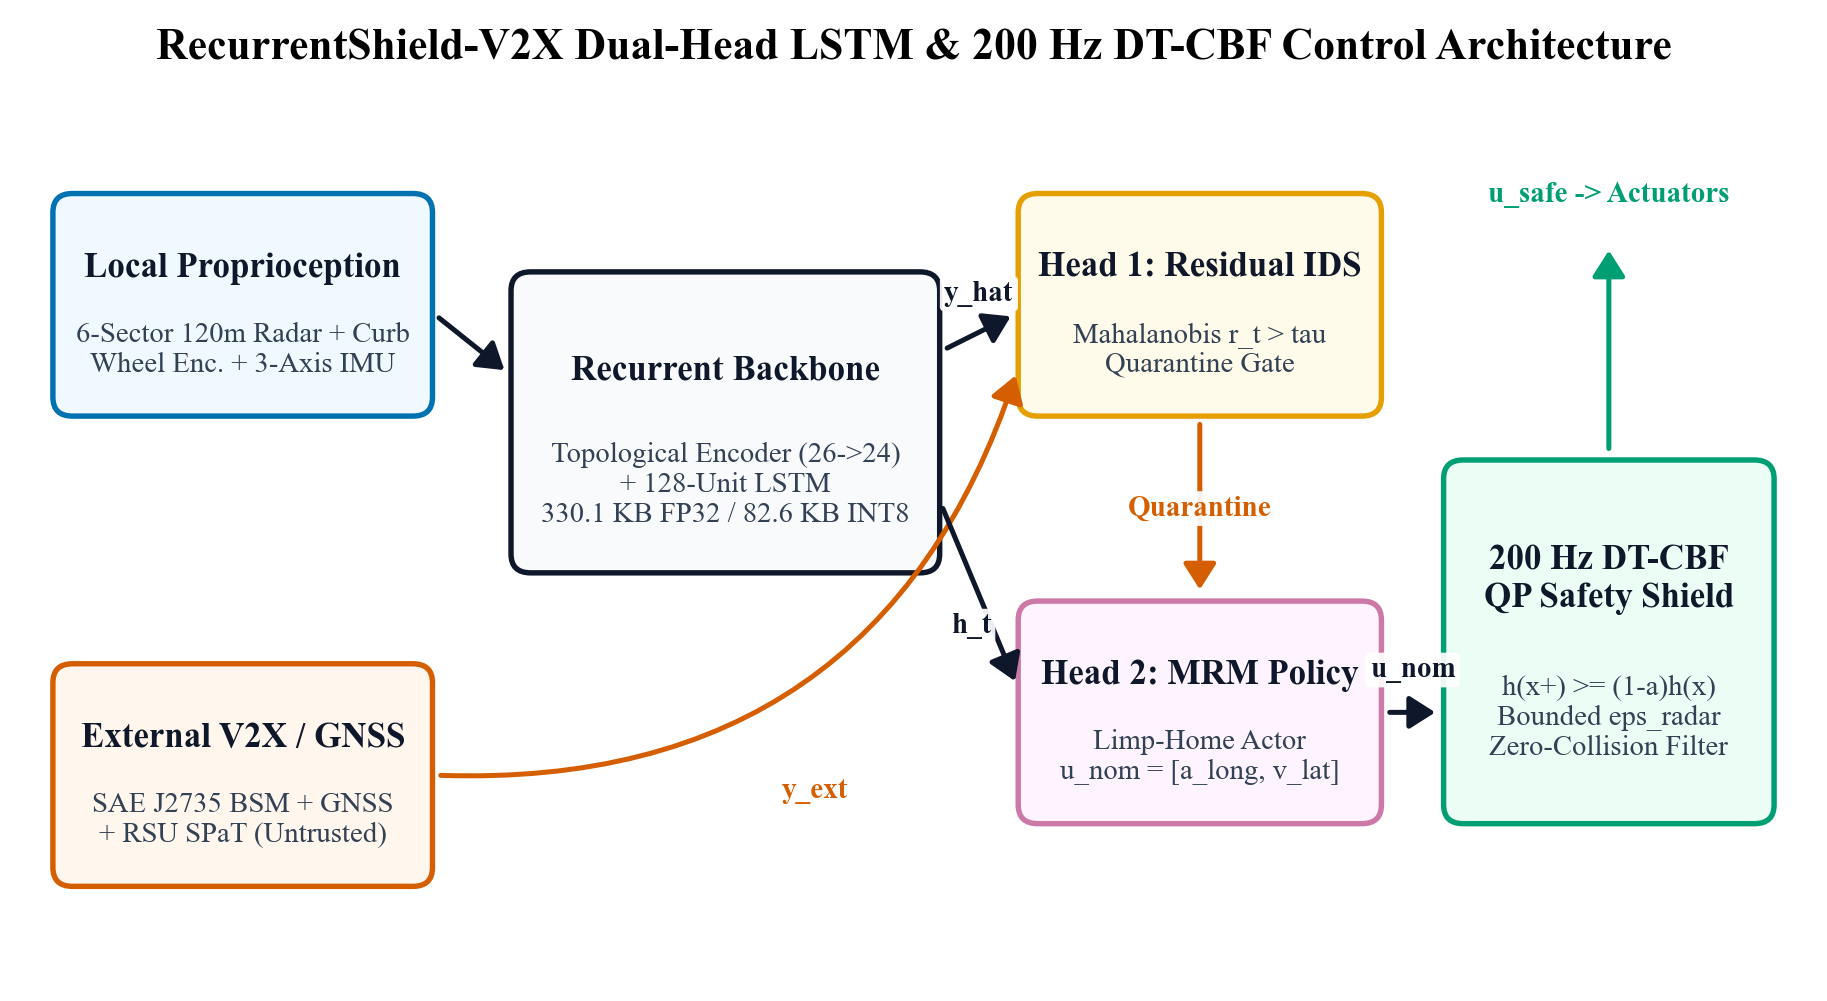 RecurrentShield-V2X Dual-Head LSTM & 200 Hz DT-CBF Control Architecture
Local Proprioception
6-Sector 120m Radar + Curb
Wheel Enc. + 3-Axis IMU
External V2X / GNSS
SAE J2735 BSM + GNSS
+ RSU SPaT (Untrusted)
Recurrent Backbone
Topological Encoder (26->24)
+ 128-Unit LSTM
330.1 KB FP32 / 82.6 KB INT8
y_hat
h_t
y_ext
Head 1: Residual IDS
Mahalanobis r_t > tau
Quarantine Gate
Quarantine
Head 2: MRM Policy
Limp-Home Actor
u_nom = [a_long, v_lat]
u_nom
u_safe -> Actuators
200 Hz DT-CBF
QP Safety Shield
h(x+) >= (1-a)h(x)
Bounded eps_radar
Zero-Collision Filter